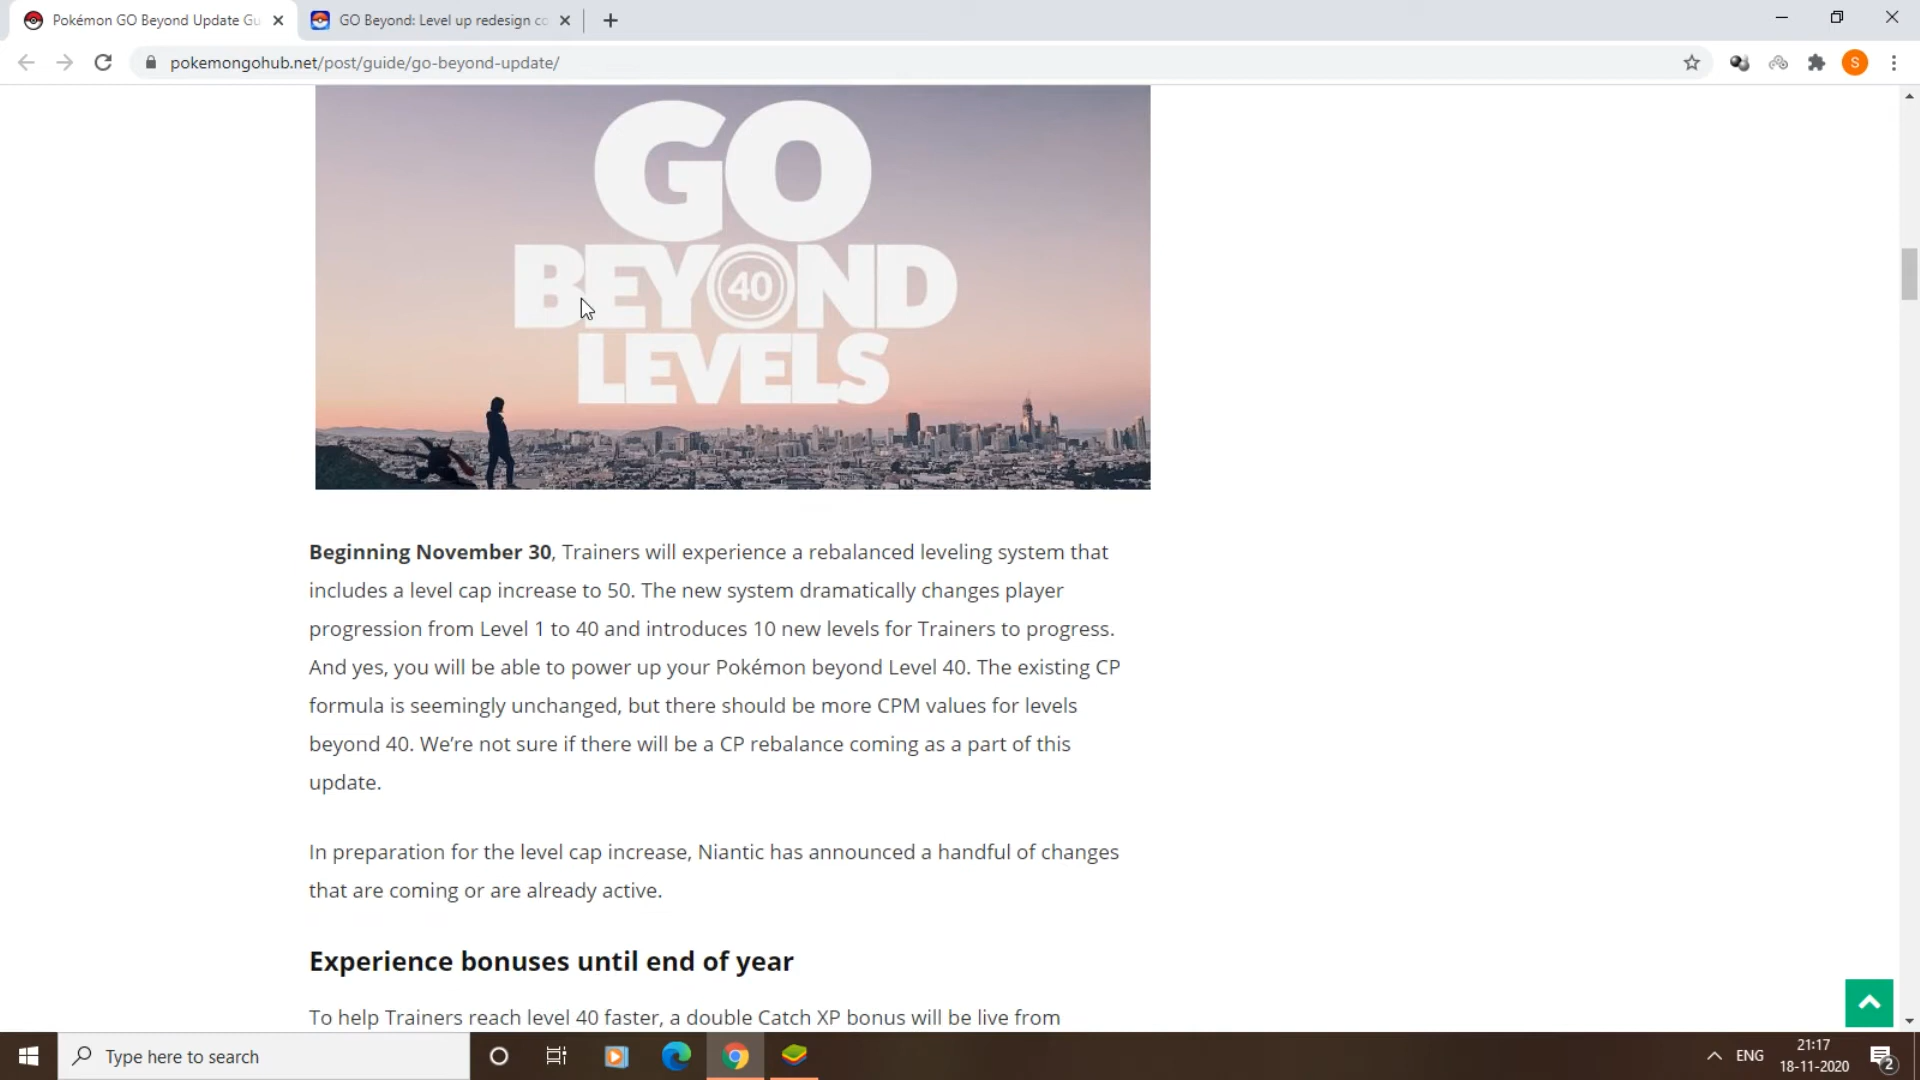 Pokémon GO Beyond Update Gu
GO Beyond: Level up redesign co
pokemongohub.net/post/guide/go-beyond-update/
S
GO
BEYOND
40
LEVELS
Beginning November 30, Trainers will experience a rebalanced leveling system that
includes a level cap increase to 50. The new system dramatically changes player
progression from Level 1 to 40 and introduces 10 new levels for Trainers to progress.
And yes, you will be able to power up your Pokémon beyond Level 40. The existing CP
formula is seemingly unchanged, but there should be more CPM values for levels
beyond 40. We’re not sure if there will be a CP rebalance coming as a part of this
update.
In preparation for the level cap increase, Niantic has announced a handful of changes
that are coming or are already active.
Experience bonuses until end of year
To help Trainers reach level 40 faster, a double Catch XP bonus will be live from
Type here to search
ENG
21:17
18-11-2020
2